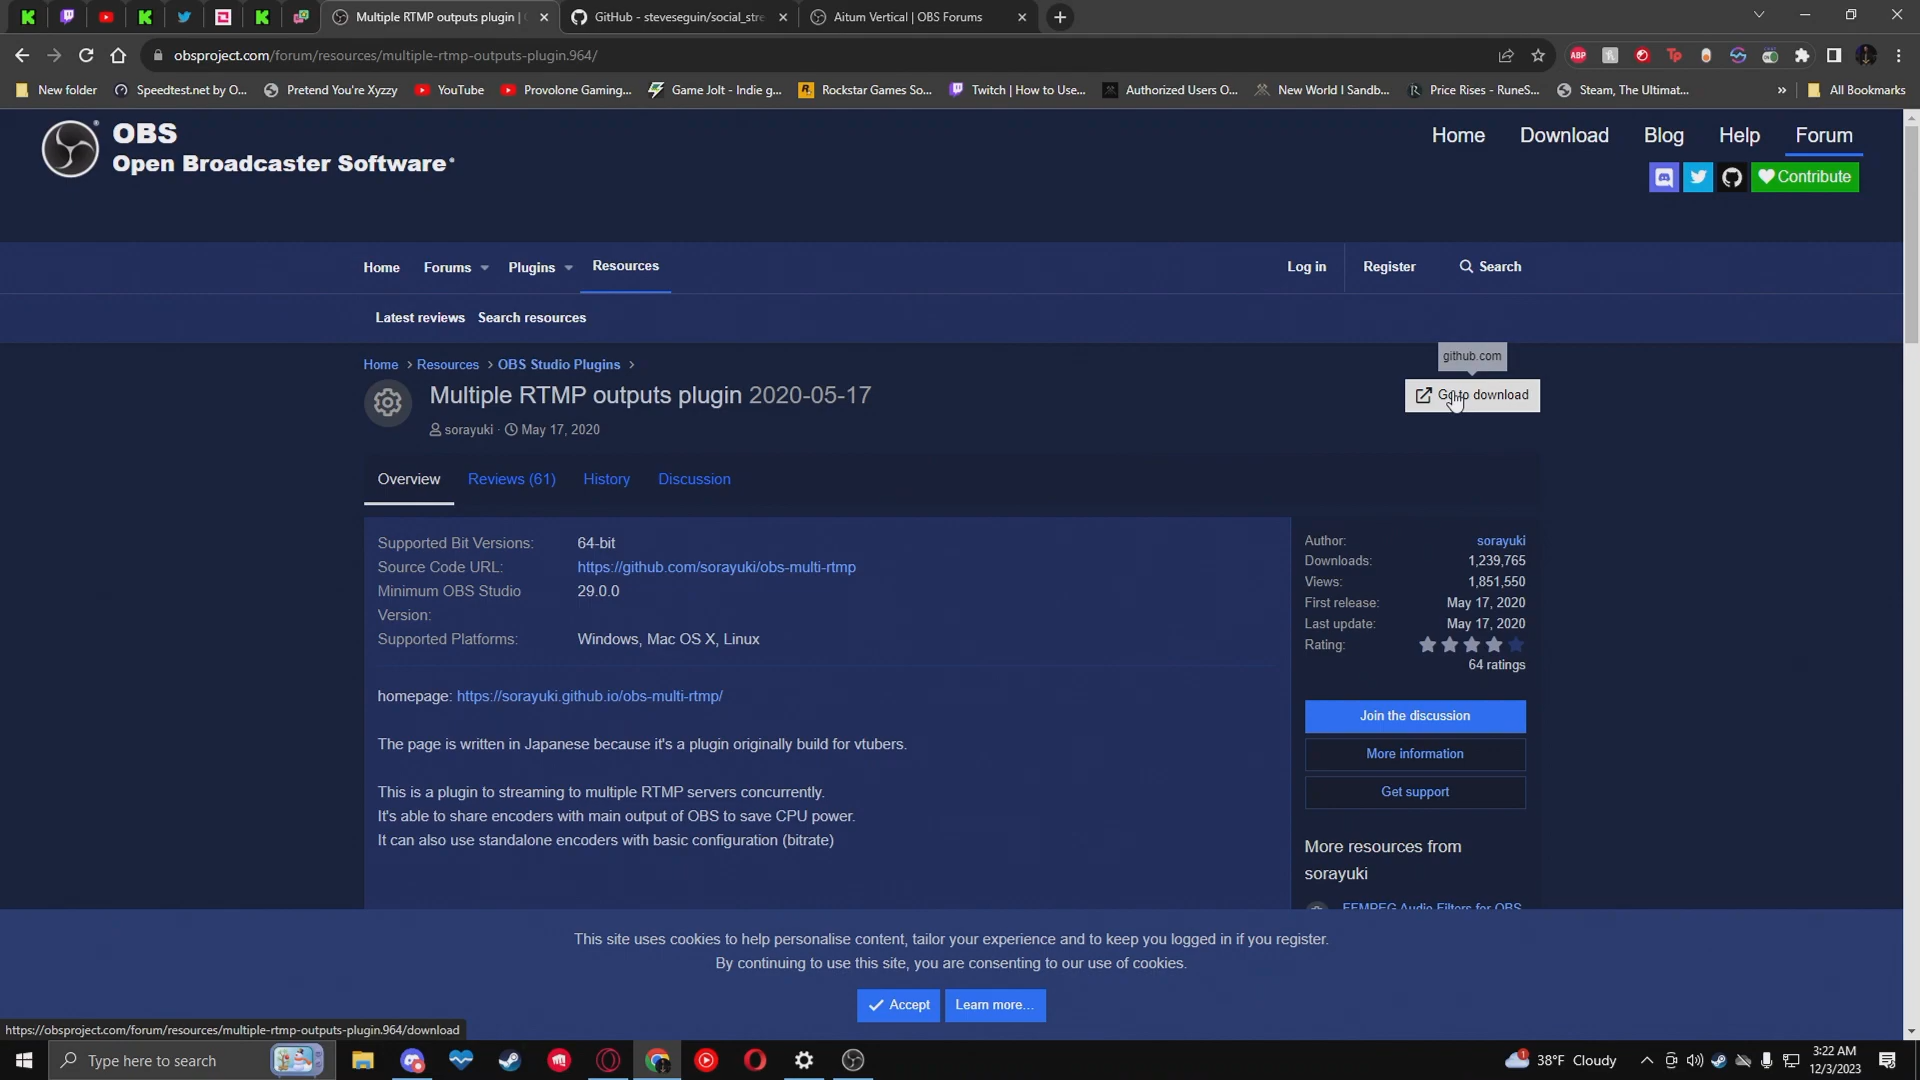 Multiple RTMP outputs plugin |
GitHub - steveseguin/social_stre
Aitum Vertical | OBS Forums
obsproject.com/forum/resources/multiple-rtmp-outputs-plugin.964/
ABP
Tp
New folder
Speedtest.net by O...
Pretend You're Xyzzy
YouTube
Provolone Gaming...
Game Jolt - Indie g...
Rockstar Games So...
Twitch | How to Use...
Authorized Users O...
New World I Sandb...
Price Rises - RuneS...
Steam, The Ultimat...
»
All Bookmarks
OBS
Open Broadcaster Software
Home
Download
Blog
Help
Forum
Contribute
Home
Forums
Plugins
Resources
Log in
Register
Search
Latest reviews
Search resources
Home › Resources › OBS Studio Plugins ›
github.com
Multiple RTMP outputs plugin 2020-05-17
Go to download
sorayuki · May 17, 2020
Overview
Reviews (61)
History
Discussion
Supported Bit Versions: 64-bit
Source Code URL: https://github.com/sorayuki/obs-multi-rtmp
Minimum OBS Studio 29.0.0
Version:
Supported Platforms: Windows, Mac OS X, Linux
homepage: https://sorayuki.github.io/obs-multi-rtmp/
The page is written in Japanese because it's a plugin originally build for vtubers.
This is a plugin to streaming to multiple RTMP servers concurrently.
It's able to share encoders with main output of OBS to save CPU power.
It can also use standalone encoders with basic configuration (bitrate)
Author: sorayuki
Downloads: 1,239,765
Views: 1,851,550
First release: May 17, 2020
Last update: May 17, 2020
Rating:
64 ratings
Join the discussion
More information
Get support
More resources from
sorayuki
FFMPEG Audio Filters for OBS
This site uses cookies to help personalise content, tailor your experience and to keep you logged in if you register.
By continuing to use this site, you are consenting to our use of cookies.
Accept
Learn more...
https://obsproject.com/forum/resources/multiple-rtmp-outputs-plugin.964/download
Type here to search
1
38°F Cloudy
3:22 AM
12/3/2023